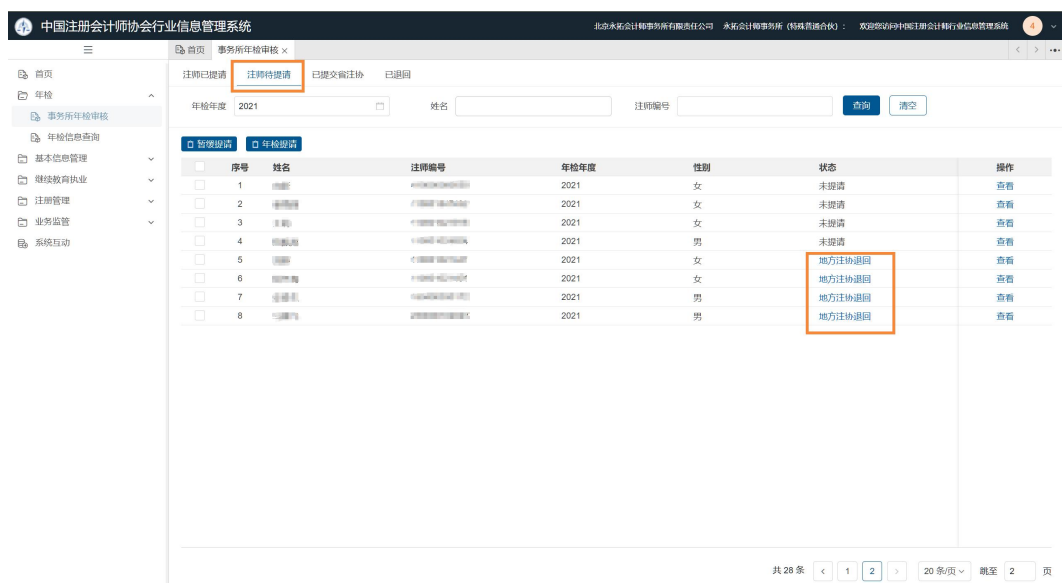 中国注册会计师协会行业信息管理系统
北京永拓会计师事务所有限责任公司 永拓会计师事务所（特殊普通合伙）： 欢迎您访问中国注册会计师行业信息管理系统 4
首页 事务所年检审核 ×
首页
年检
事务所年检审核
年检信息查询
基本信息管理
继续教育执业
注册管理
业务监管
系统互动
注师已提请 注师待提请 已提交省注协 已退回
年检年度 2021 姓名 注师编号 查询 清空
暂缓提请 年检提请
序号 姓名 注师编号 年检年度 性别 状态 操作
1 2021 女 未提请 查看
2 2021 女 未提请 查看
3 2021 女 未提请 查看
4 2021 男 未提请 查看
5 2021 女 地方注协退回 查看
6 2021 女 地方注协退回 查看
7 2021 男 地方注协退回 查看
8 2021 男 地方注协退回 查看
共 28 条 < 1 2 > 20 条/页 跳至 2 页